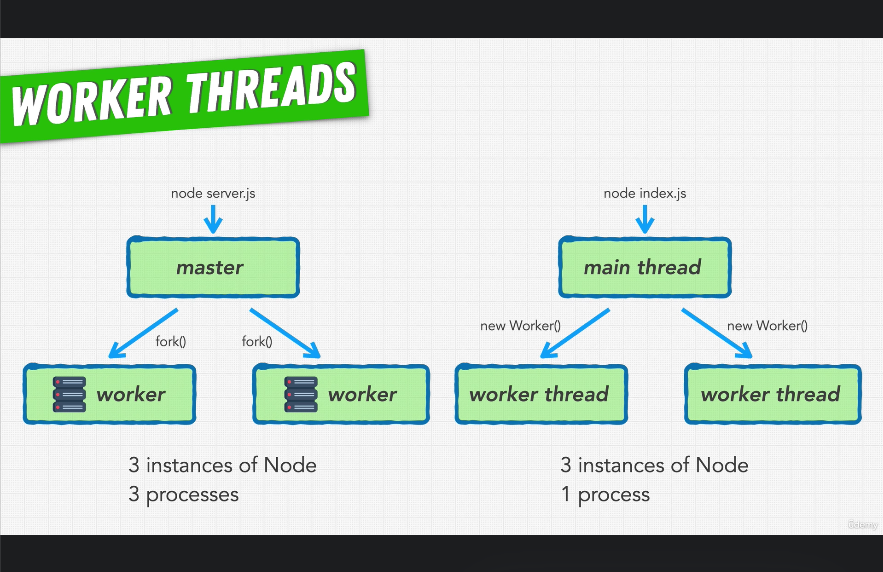 WORKER THREADS
node server.js
master
fork()
fork()
worker
worker
3 instances of Node
3 processes
node index.js
main thread
new Worker()
new Worker()
worker thread
worker thread
3 instances of Node
1 process
Udemy